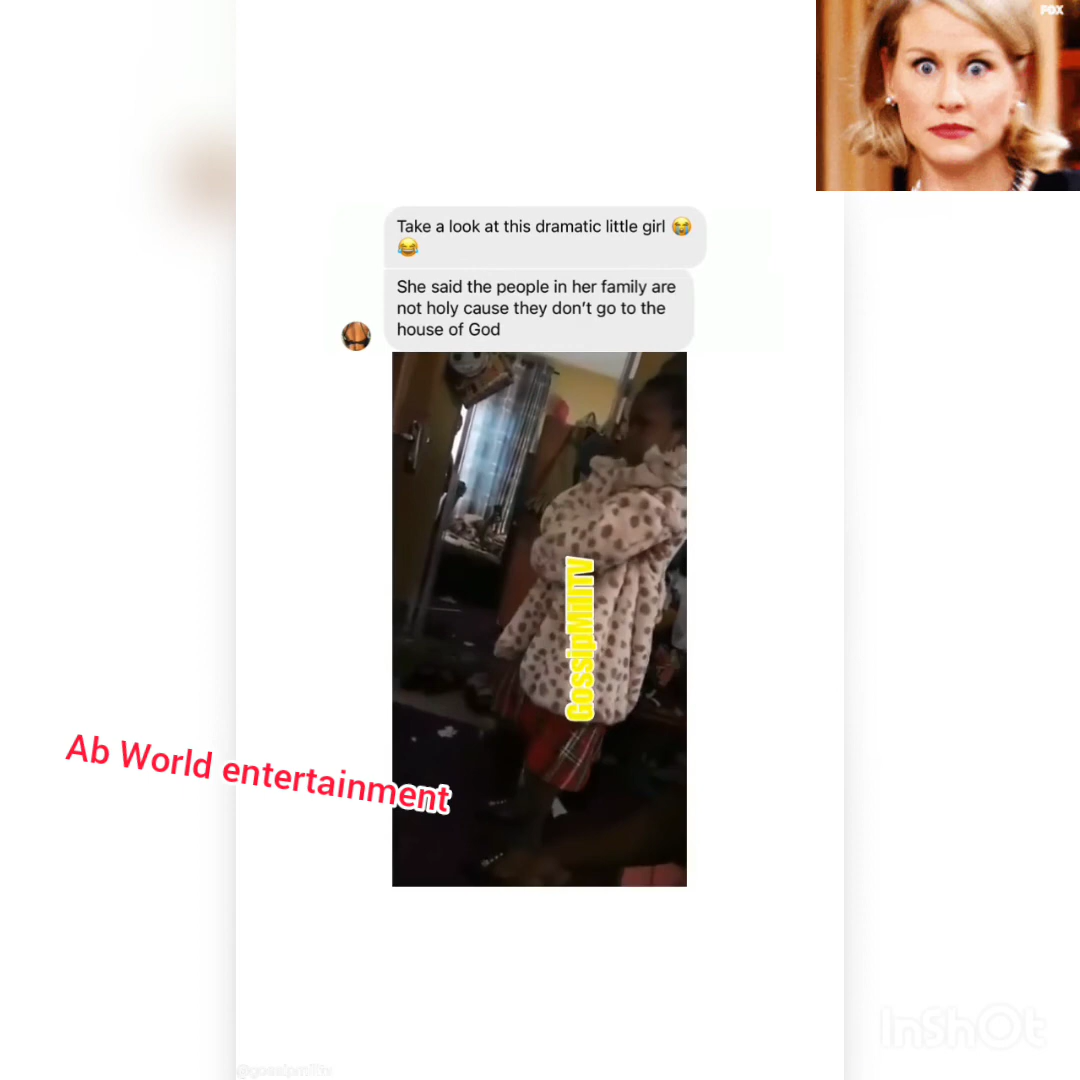 FOX
Take a look at this dramatic little girl 😭
😂
She said the people in her family are
not holy cause they don’t go to the
house of God
GossipMillTV
Ab World entertainment
InShOt
@gossipmilltv